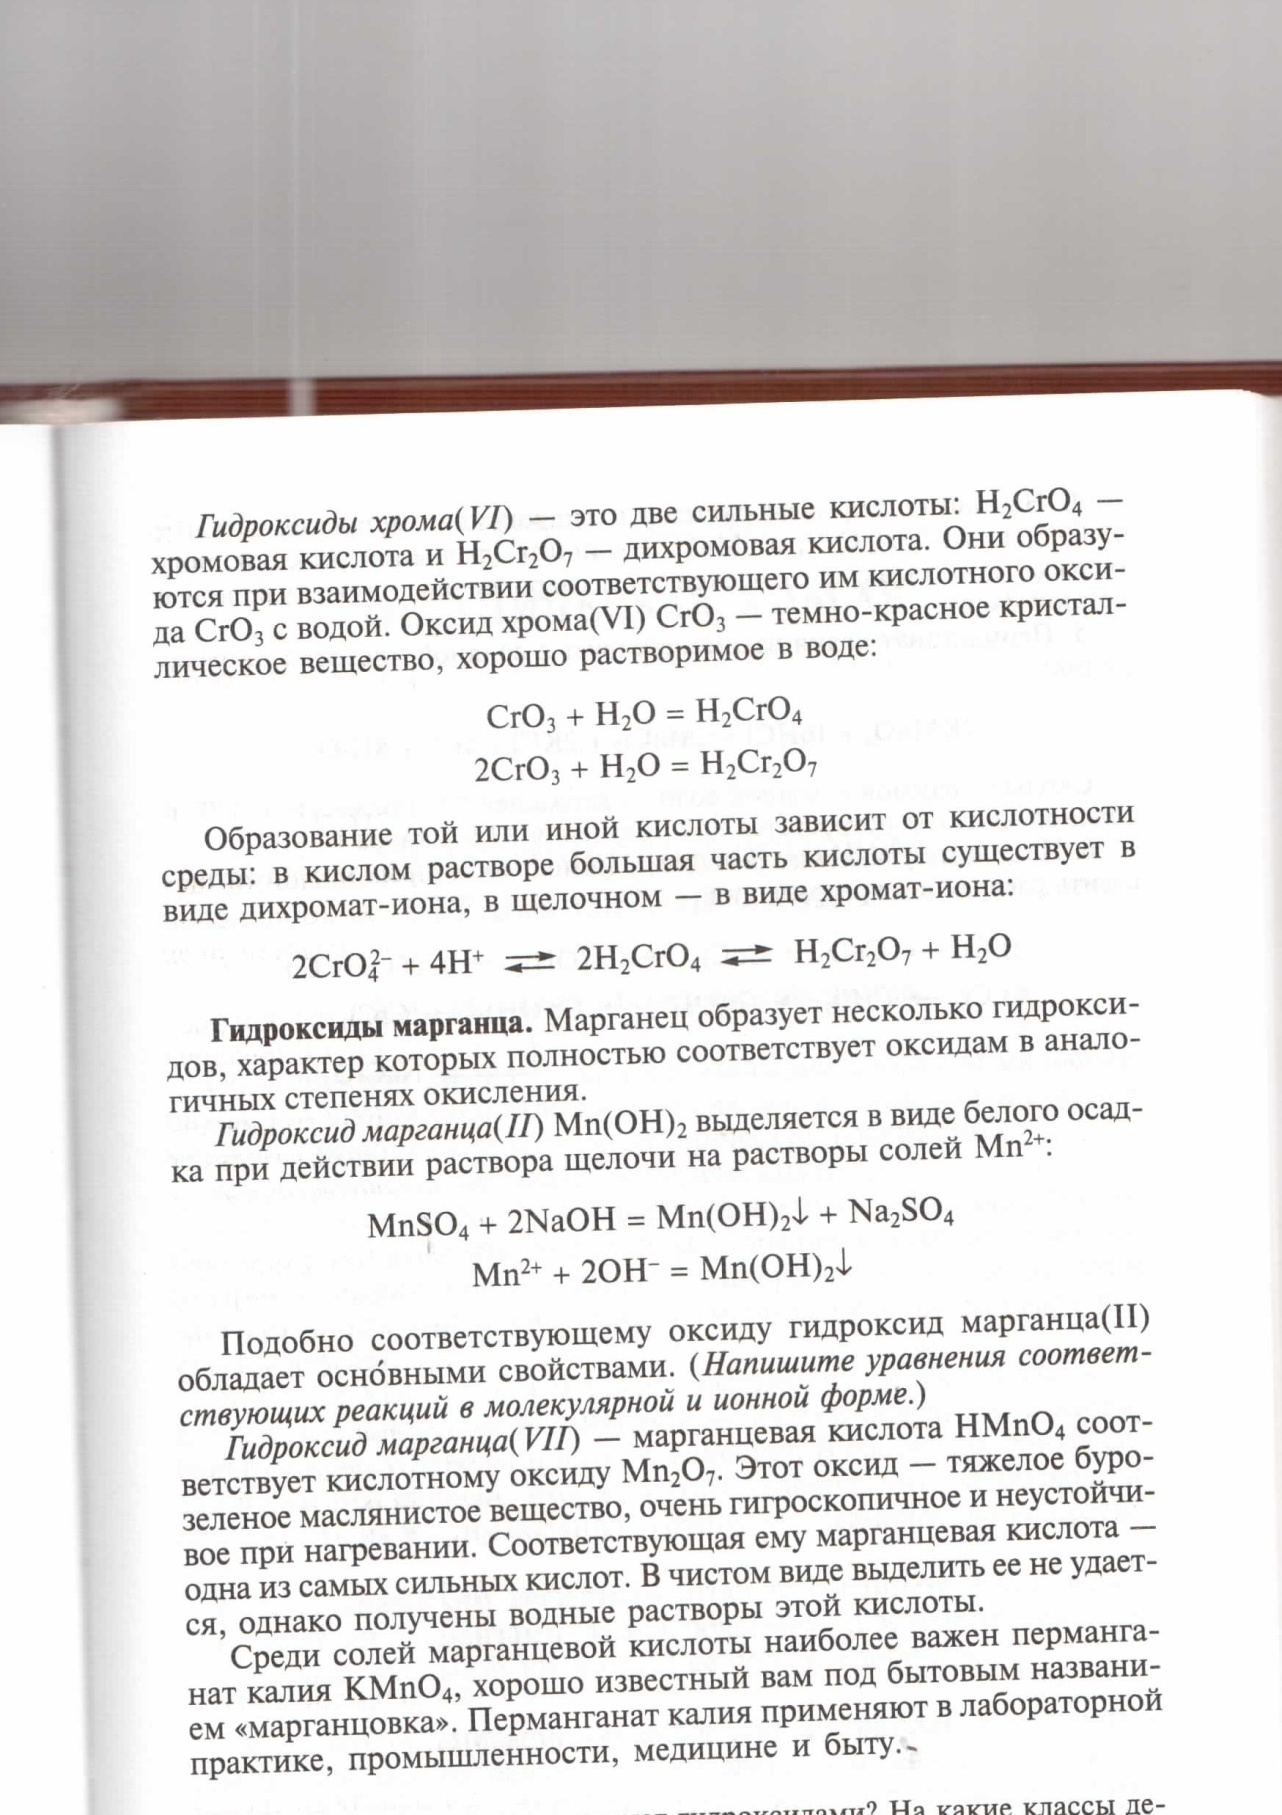 Гидроксиды хрома(VI) — это две сильные кислоты: H₂CrO₄ —
хромовая кислота и H₂Cr₂O₇ — дихромовая кислота. Они образу-
ются при взаимодействии соответствующего им кислотного окси-
да CrO₃ с водой. Оксид хрома(VI) CrO₃ — темно-красное кристал-
лическое вещество, хорошо растворимое в воде:
CrO₃ + H₂O = H₂CrO₄
2CrO₃ + H₂O = H₂Cr₂O₇
Образование той или иной кислоты зависит от кислотности
среды: в кислом растворе большая часть кислоты существует в
виде дихромат-иона, в щелочном — в виде хромат-иона:
2CrO₄²⁻ + 4H⁺ ⇄ 2H₂CrO₄ ⇄ H₂Cr₂O₇ + H₂O
Гидроксиды марганца. Марганец образует несколько гидрокси-
дов, характер которых полностью соответствует оксидам в анало-
гичных степенях окисления.
Гидроксид марганца(II) Mn(OH)₂ выделяется в виде белого осад-
ка при действии раствора щелочи на растворы солей Mn²⁺:
MnSO₄ + 2NaOH = Mn(OH)₂↓ + Na₂SO₄
Mn²⁺ + 2OH⁻ = Mn(OH)₂↓
Подобно соответствующему оксиду гидроксид марганца(II)
обладает осно́вными свойствами. (Напишите уравнения соответ-
ствующих реакций в молекулярной и ионной форме.)
Гидроксид марганца(VII) — марганцевая кислота HMnO₄ соот-
ветствует кислотному оксиду Mn₂O₇. Этот оксид — тяжелое буро-
зеленое маслянистое вещество, очень гигроскопичное и неустойчи-
вое при нагревании. Соответствующая ему марганцевая кислота —
одна из самых сильных кислот. В чистом виде выделить ее не удает-
ся, однако получены водные растворы этой кислоты.
Среди солей марганцевой кислоты наиболее важен перманга-
нат калия KMnO₄, хорошо известный вам под бытовым названи-
ем «марганцовка». Перманганат калия применяют в лабораторной
практике, промышленности, медицине и быту.
гидроксидами? На какие классы де-